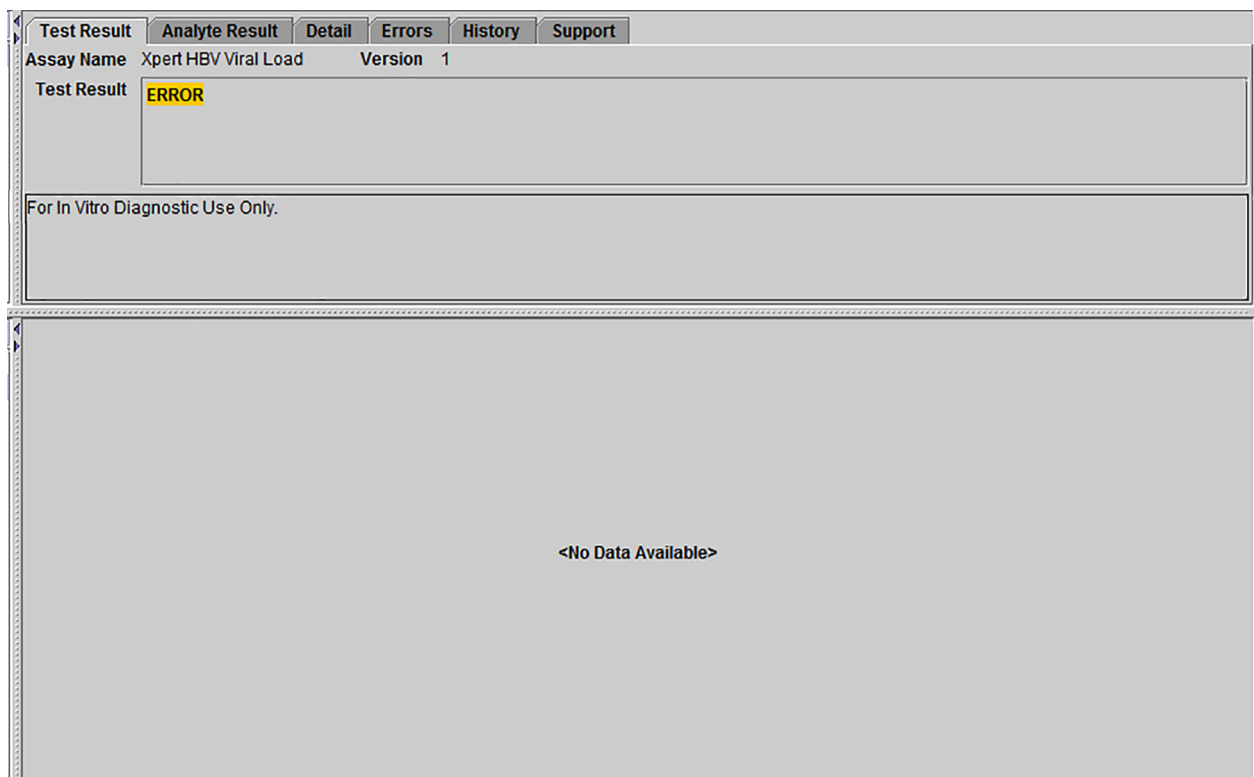 Test Result Analyte Result Detail Errors History Support
Assay Name Xpert HBV Viral Load Version 1
Test Result ERROR
For In Vitro Diagnostic Use Only.
<No Data Available>